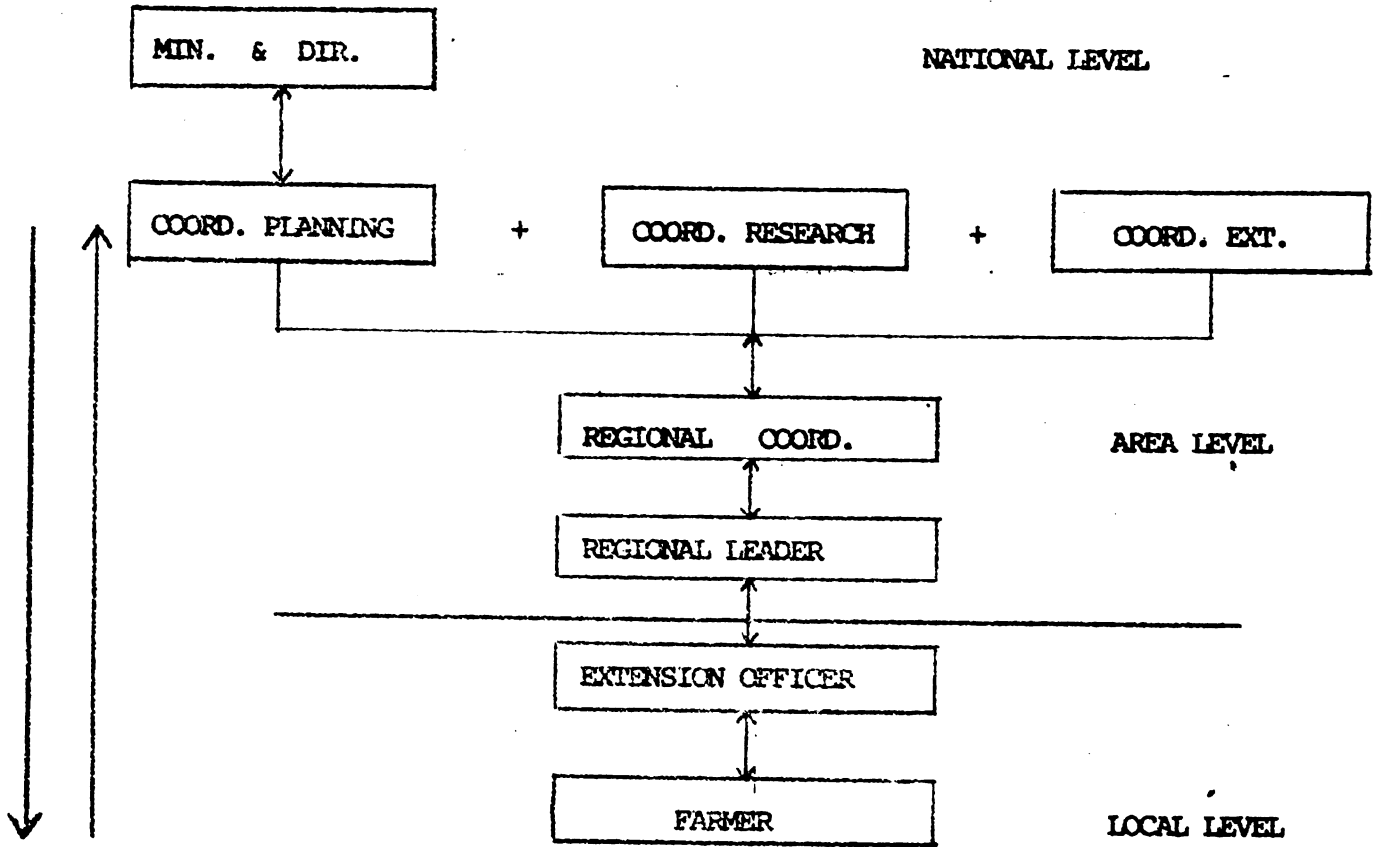 MIN. & DIR.
NATIONAL LEVEL
COORD. PLANNING + COORD. RESEARCH + COORD. EXT.
REGIONAL COORD.
AREA LEVEL
REGIONAL LEADER
EXTENSION OFFICER
FARMER
LOCAL LEVEL